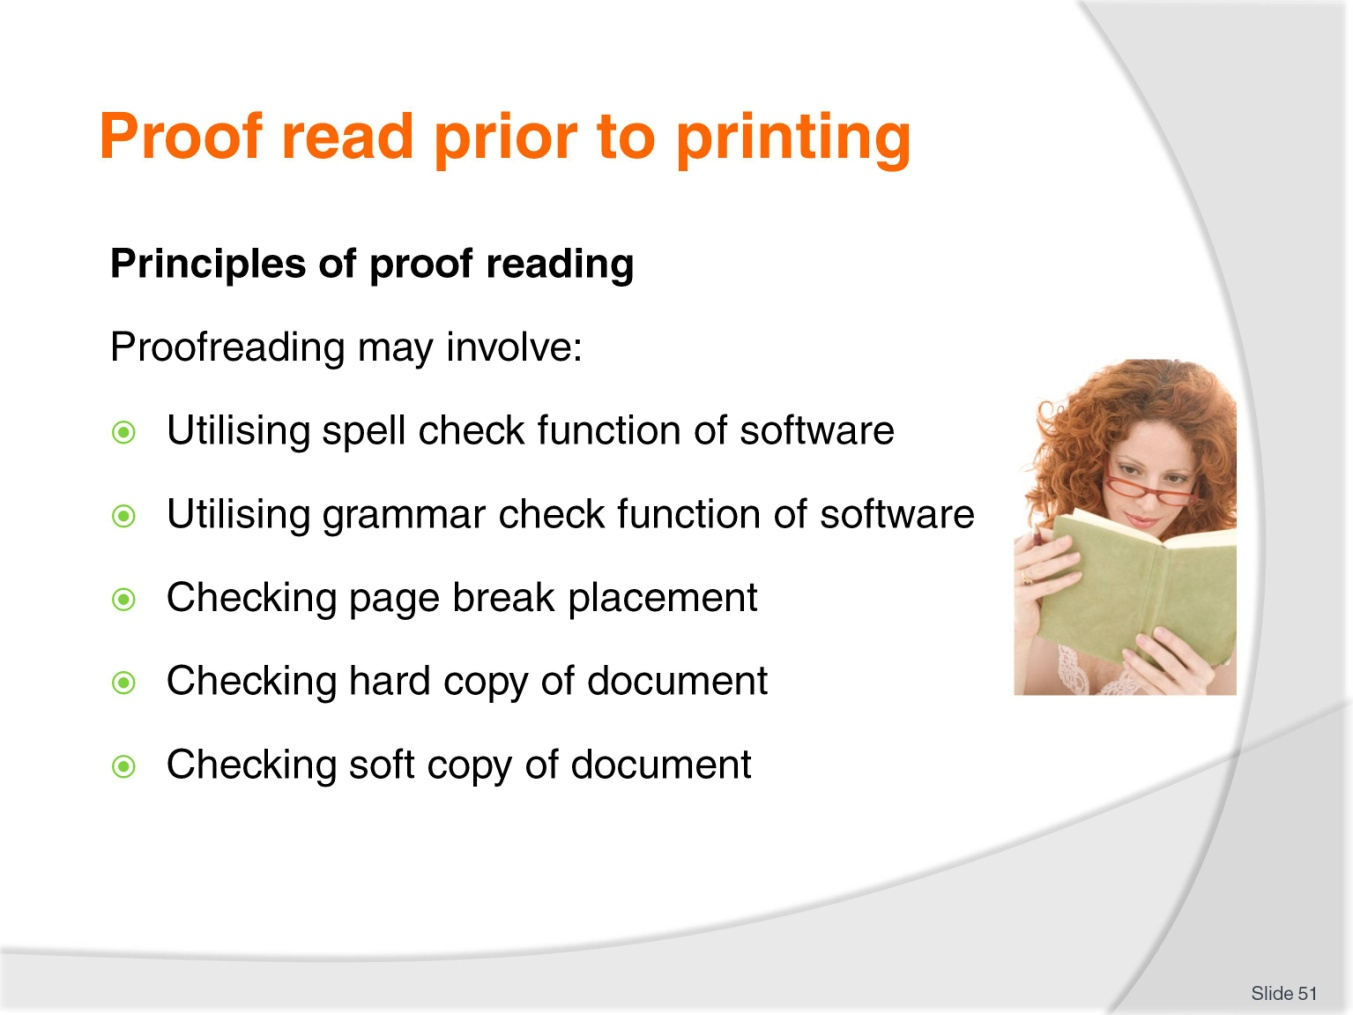 Proof read prior to printing
Principles of proof reading
Proofreading may involve:
Utilising spell check function of software
Utilising grammar check function of software
Checking page break placement
Checking hard copy of document
Checking soft copy of document
Slide 51